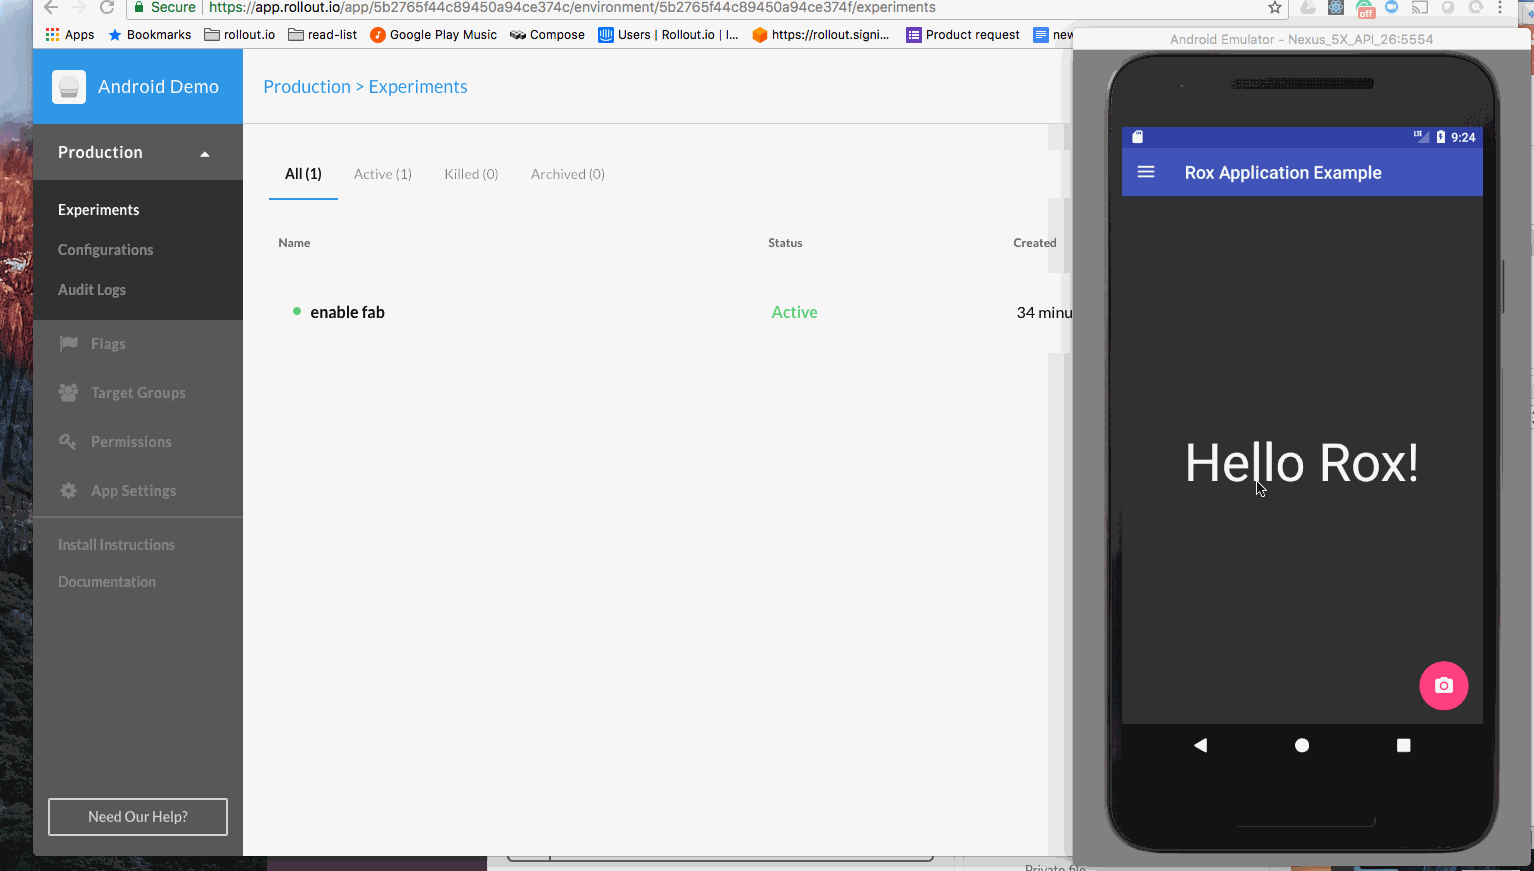 Secure https://app.rollout.io/app/5b2765f44c89450a94ce374c/environment/5b2765f44c89450a94ce374f/experiments
off
Apps Bookmarks rollout.io read-list Google Play Music Compose Users | Rollout.io | I... https://rollout.signi... Product request new
Android Emulator - Nexus_5X_API_26:5554
Android Demo
Production > Experiments
Production
All (1) Active (1) Killed (0) Archived (0)
Experiments
Configurations
Audit Logs
Name Status Created
enable fab Active 34 minu
Flags
Target Groups
Permissions
App Settings
Install Instructions
Documentation
Need Our Help?
LTE 9:24
Rox Application Example
Hello Rox!
Private file